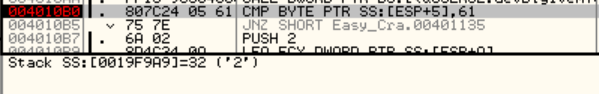 004010B0 . 807C24 05 61 CMP BYTE PTR SS:[ESP+5],61
004010B5 75 7E JNZ SHORT Easy_Cra.00401135
004010B7 . 6A 02 PUSH 2
Stack SS:[0019F9A9]=32 ('2')